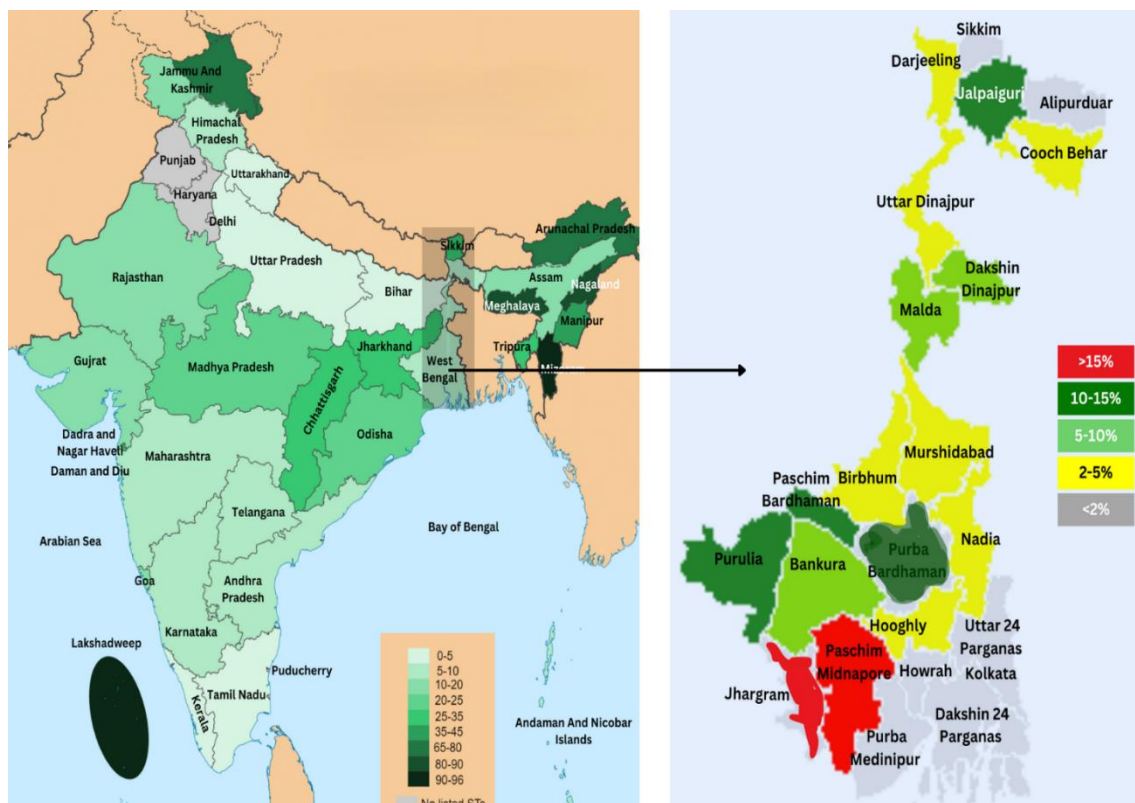 Jammu And
Kashmir
Himachal
Pradesh
Punjab
Uttarakhand
Haryana
Delhi
Rajasthan
Uttar Pradesh
Bihar
Sikkim
Arunachal Pradesh
Assam
Nagaland
Meghalaya
Manipur
Tripura
Gujrat
Madhya Pradesh
Jharkhand
West
Bengal
Chhattisgarh
Odisha
Dadra and
Nagar Haveli
Daman and Diu
Maharashtra
Telangana
Bay of Bengal
Arabian Sea
Goa
Andhra
Pradesh
Karnataka
Lakshadweep
Kerala
Tamil Nadu
Puducherry
Andaman And Nicobar
Islands
0-5
5-10
10-20
20-25
25-35
35-45
65-80
80-90
90-96
No listed STs
Sikkim
Darjeeling
Jalpaiguri
Alipurduar
Cooch Behar
Uttar Dinajpur
Dakshin
Dinajpur
Malda
>15%
10-15%
5-10%
2-5%
<2%
Murshidabad
Birbhum
Paschim
Bardhaman
Nadia
Purulia
Bankura
Purba
Bardhaman
Hooghly
Uttar 24
Parganas
Kolkata
Howrah
Paschim
Midnapore
Jhargram
Dakshin 24
Parganas
Purba
Medinipur